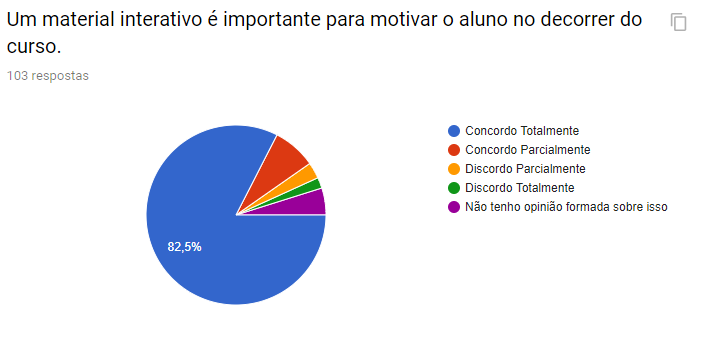 Um material interativo é importante para motivar o aluno no decorrer do
curso.
103 respostas
Concordo Totalmente
Concordo Parcialmente
Discordo Parcialmente
Discordo Totalmente
Não tenho opinião formada sobre isso
82,5%